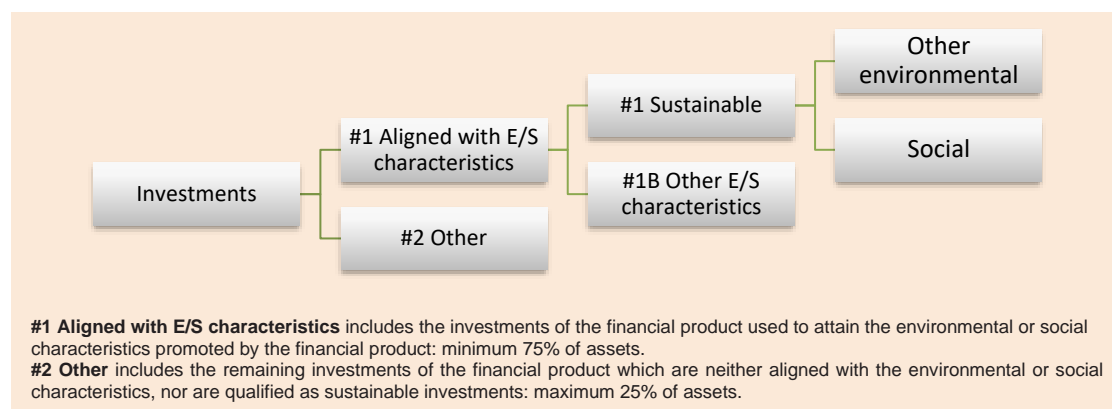 Other
environmental
#1 Sustainable
#1 Aligned with E/S
characteristics
Social
Investments
#1B Other E/S
characteristics
#2 Other
#1 Aligned with E/S characteristics includes the investments of the financial product used to attain the environmental or social
characteristics promoted by the financial product: minimum 75% of assets.
#2 Other includes the remaining investments of the financial product which are neither aligned with the environmental or social
characteristics, nor are qualified as sustainable investments: maximum 25% of assets.